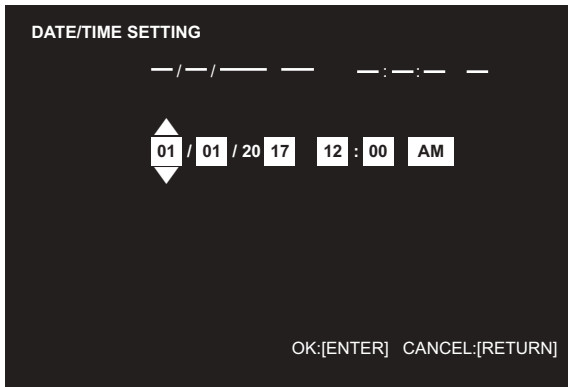 DATE/TIME SETTING
—/—/—— —— —:—:— —
01 / 01 / 20 17 12 : 00 AM
OK:[ENTER] CANCEL:[RETURN]